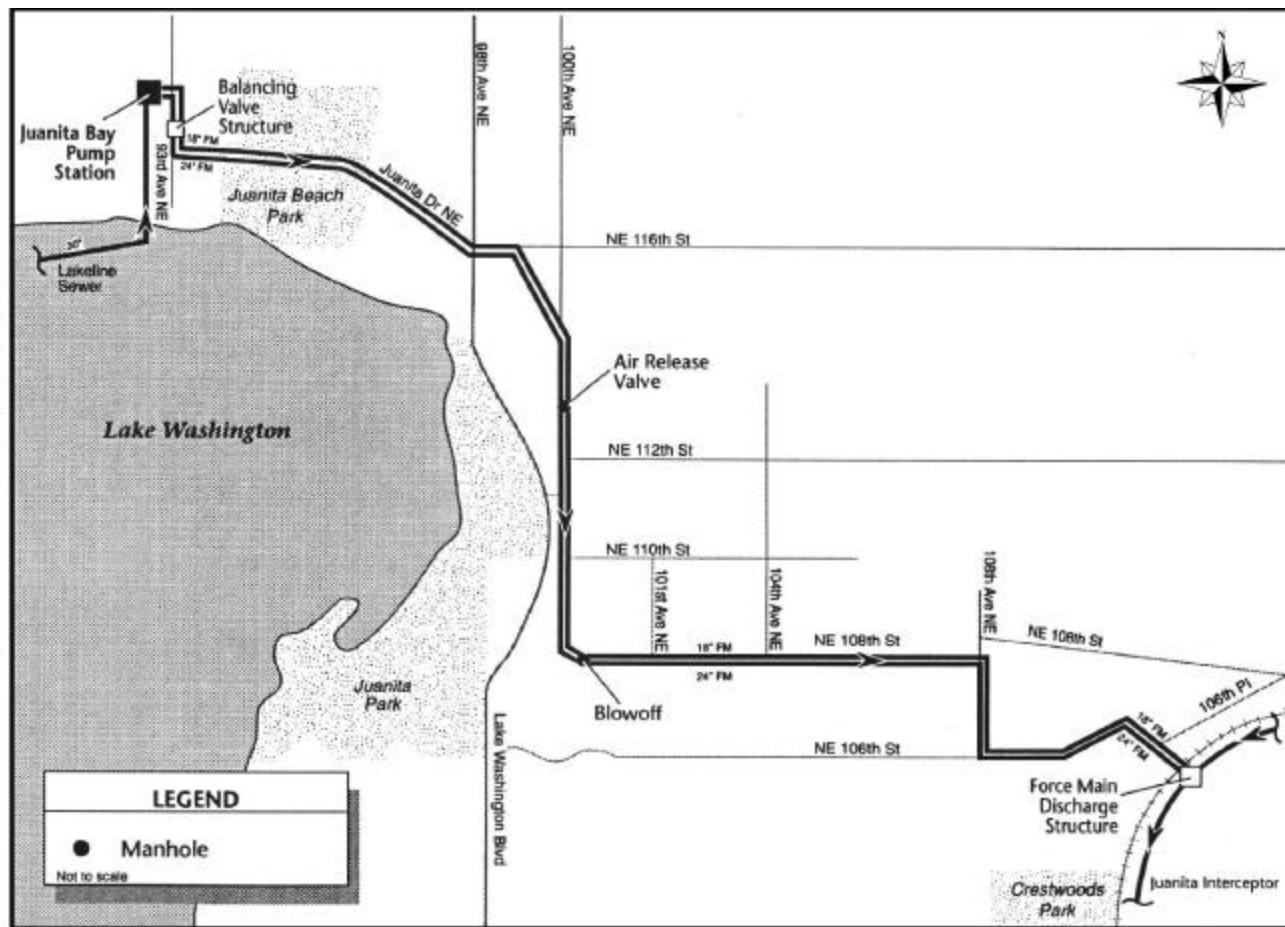 N
98th Ave NE
100th Ave NE
Balancing
Valve
Structure
Juanita Bay
Pump
Station
93rd Ave NE
18" FM
24" FM
Juanita Beach
Park
Juanita Dr NE
NE 116th St
30"
Lakeline
Sewer
Air Release
Valve
Lake Washington
NE 112th St
NE 110th St
101st Ave NE
104th Ave NE
108th Ave NE
18" FM
24" FM
NE 108th St
NE 108th St
106th Pl
Juanita
Park
Blowoff
Lake Washington Blvd
NE 106th St
18" FM
24" FM
Force Main
Discharge
Structure
LEGEND
Manhole
Not to scale
Crestwoods
Park
Juanita Interceptor